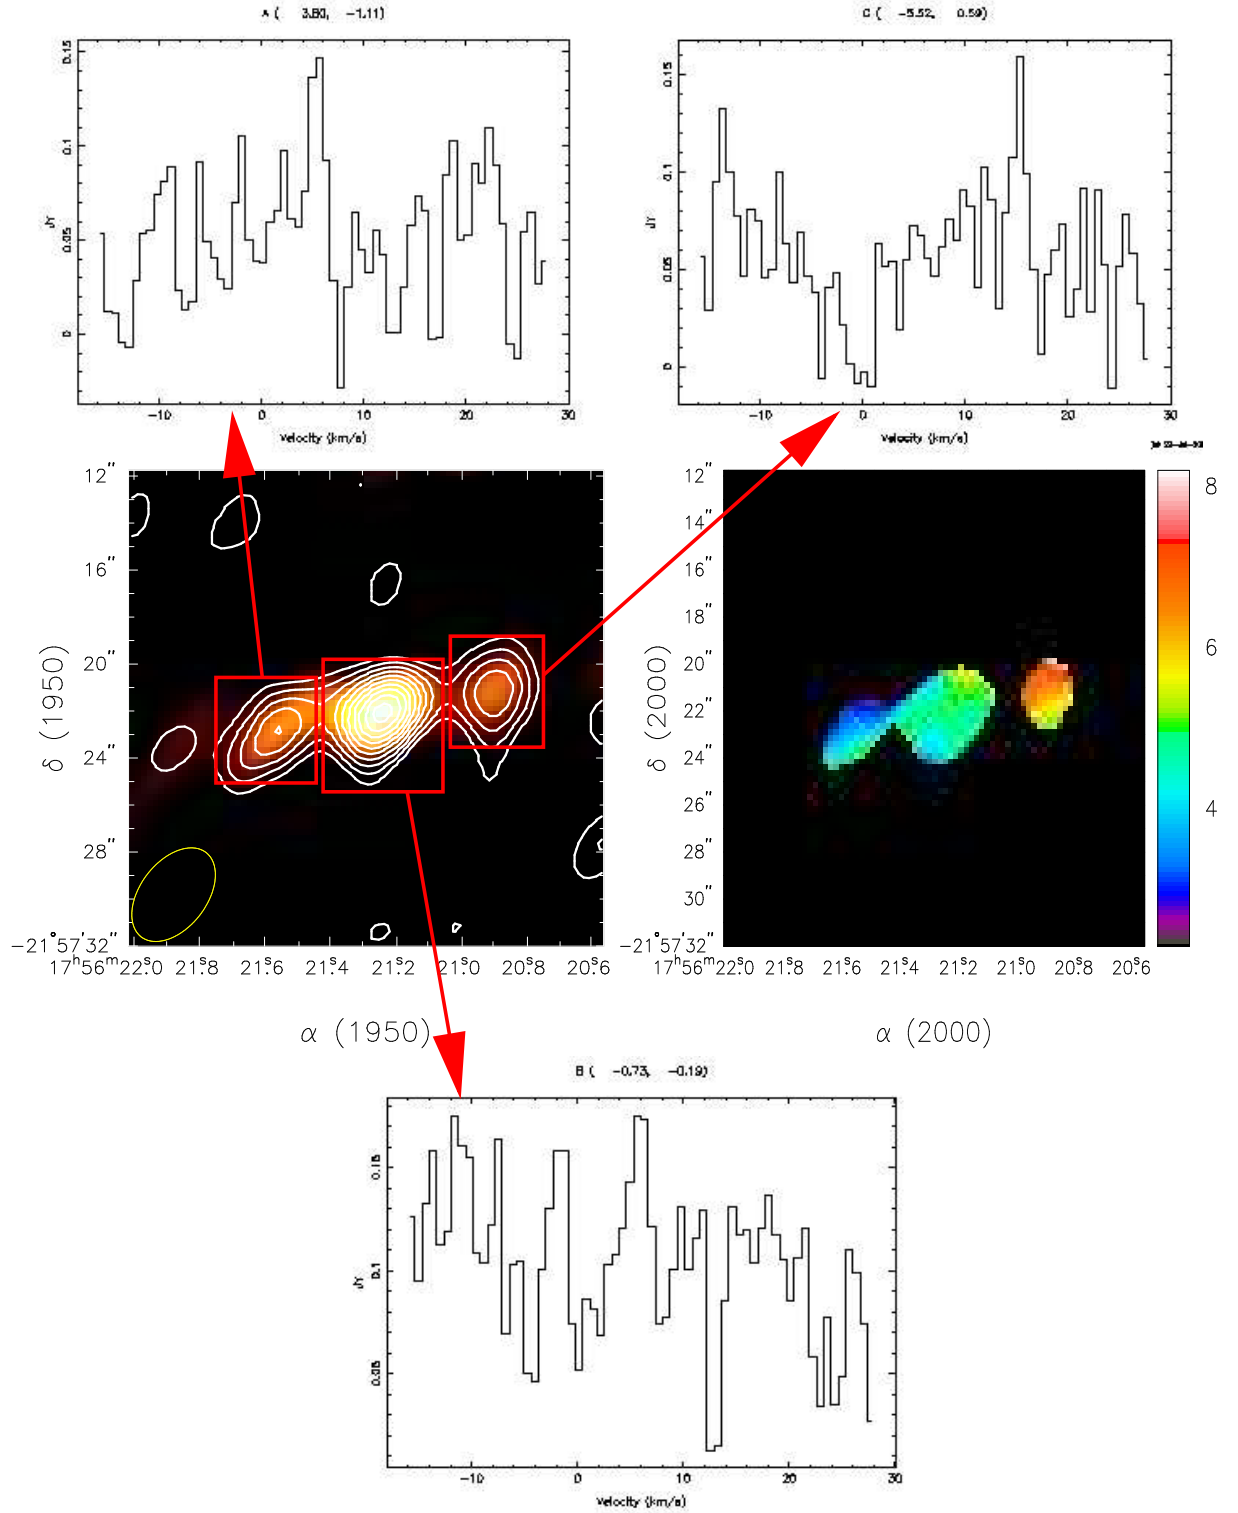 A ( 3.80, −1.11)
C ( −5.52, 0.59)
0.15
0.1
0.05
0
JY
−10 0 10 20 30
Velocity (km/s)
0.15
0.1
0.05
0
JY
−10 0 10 20 30
Velocity (km/s)
12″
16″
20″
24″
28″
−21°57′32″
δ (1950)
17ʰ56ᵐ22ˢ.0 21ˢ.8 21ˢ.6 21ˢ.4 21ˢ.2 21ˢ.0 20ˢ.8 20ˢ.6
α (1950)
12″
14″
16″
18″
20″
22″
24″
26″
28″
30″
−21°57′32″
δ (2000)
17ʰ56ᵐ22ˢ.0 21ˢ.8 21ˢ.6 21ˢ.4 21ˢ.2 21ˢ.0 20ˢ.8 20ˢ.6
α (2000)
8
6
4
B ( −0.73, −0.19)
0.15
0.1
0.05
JY
−10 0 10 20 30
Velocity (km/s)